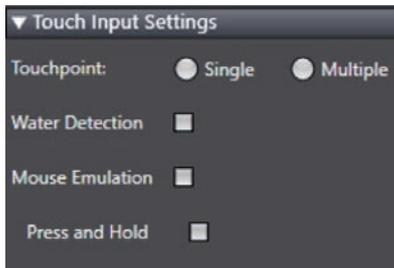 Touch Input Settings
Touchpoint: Single Multiple
Water Detection
Mouse Emulation
Press and Hold